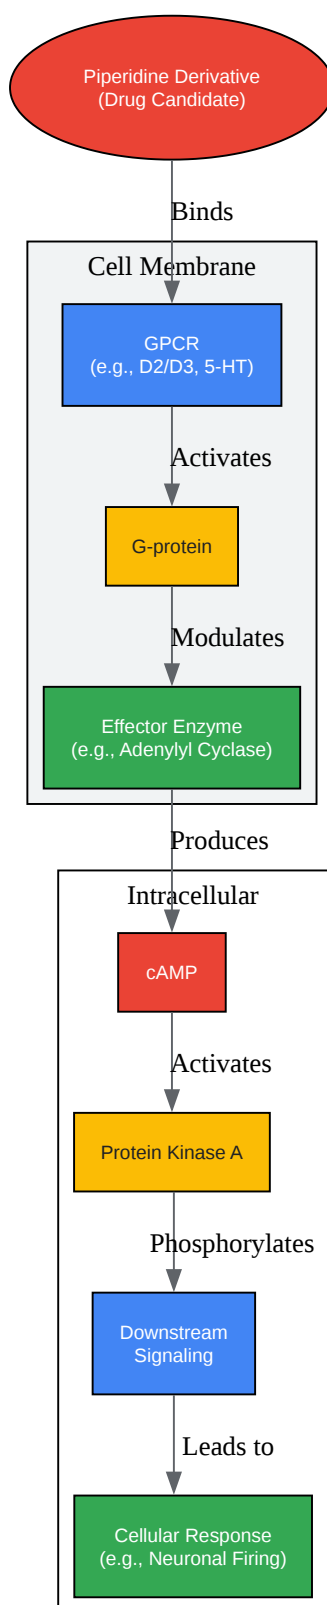 Piperidine Derivative
(Drug Candidate)
Binds
Cell Membrane
GPCR
(e.g., D2/D3, 5-HT)
Activates
G-protein
Modulates
Effector Enzyme
(e.g., Adenylyl Cyclase)
Produces
Intracellular
cAMP
Activates
Protein Kinase A
Phosphorylates
Downstream
Signaling
Leads to
Cellular Response
(e.g., Neuronal Firing)